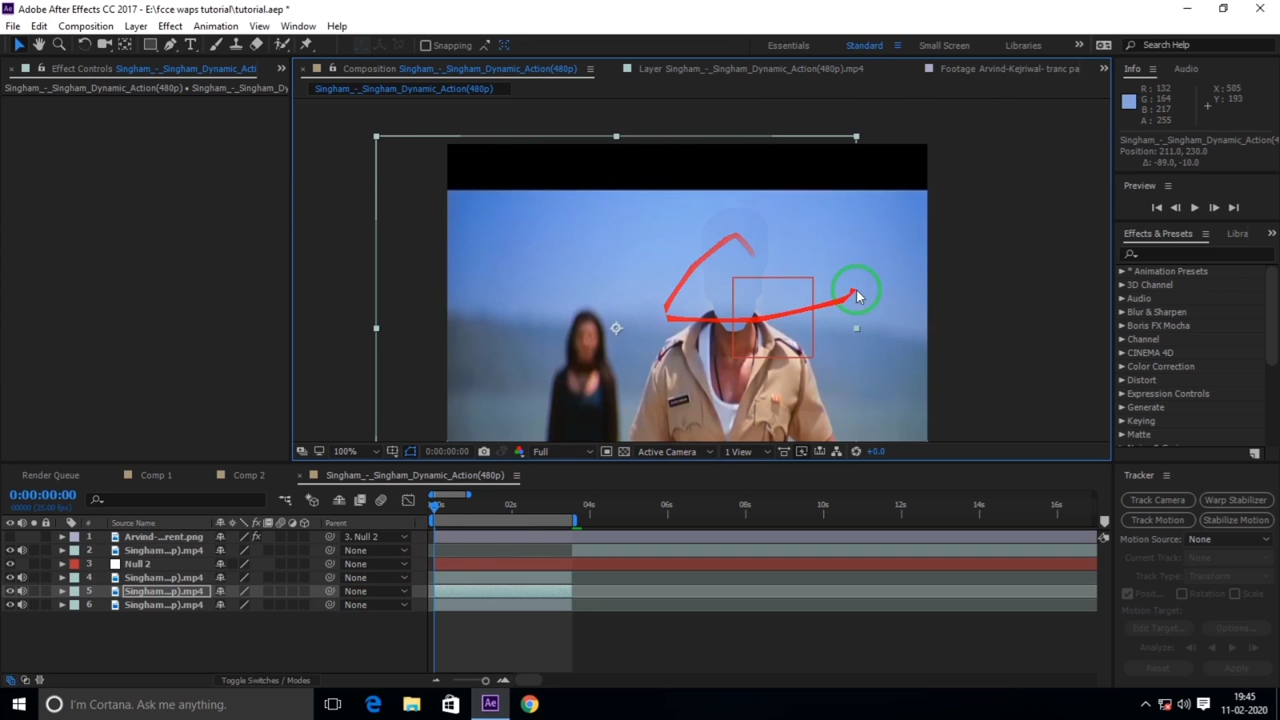 Adobe After Effects CC 2017 - E:\fcce waps tutorial\tutorial.aep *
File Edit Composition Layer Effect Animation View Window Help
Snapping
Essentials Standard Small Screen Libraries Search Help
Effect Controls Singham_-_Singham_Dynamic_Acti
Composition Singham_-_Singham_Dynamic_Action(480p)
Layer Singham_-_Singham_Dynamic_Action(480p).mp4
Footage Arvind-Kejriwal- tranc pa
Info Audio
Singham_-_Singham_Dynamic_Action(480p) • Singham_-_Singham_Dy
Singham_-_Singham_Dynamic_Action(480p)
R : 132
G : 164
B : 217
A : 255
X : 505
Y : 193
Singham_-_Singham_Dynamic_Action(4
Position: 211.0, 230.0
Δ: -89.0, -10.0
Preview
Effects & Presets Libra
* Animation Presets
3D Channel
Audio
Blur & Sharpen
Boris FX Mocha
Channel
CINEMA 4D
Color Correction
Distort
Expression Controls
Generate
Keying
Matte
100% 0:00:00:00 Full Active Camera 1 View +0.0
Render Queue Comp 1 Comp 2 Singham_-_Singham_Dynamic_Action(480p)
0:00:00:00
00000 (25.00 fps)
02s 04s 06s 08s 10s 12s 14s 16s
# Source Name Parent
1 Arvind-...rent.png 3. Null 2
2 Singham...p).mp4 None
3 Null 2 None
4 Singham...p).mp4 None
5 Singham...p).mp4 None
6 Singham...p).mp4 None
Toggle Switches / Modes
Tracker
Track Camera Warp Stabilizer
Track Motion Stabilize Motion
Motion Source: None
Current Track: None
Track Type: Transform
Posit... Rotation Scale
Motion Target:
Edit Target... Options...
Analyze:
Reset Apply
I'm Cortana. Ask me anything.
Ae
19:45
11-02-2020